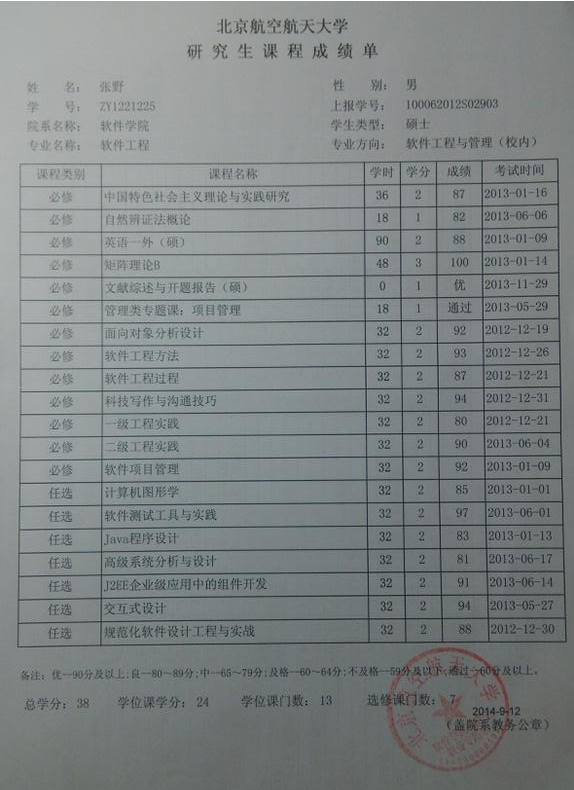 北京航空航天大学
研究生课程成绩单
姓 名： 张野 性 别： 男
学 号： ZY1221225 上报学号： 100062012S02903
院系名称： 软件学院 学生类型： 硕士
专业名称： 软件工程 专业方向： 软件工程与管理（校内）
课程类别 课程名称 学时 学分 成绩 考试时间
必修 中国特色社会主义理论与实践研究 36 2 87 2013-01-16
必修 自然辨证法概论 18 1 82 2013-06-06
必修 英语一外（硕） 90 2 88 2013-01-09
必修 矩阵理论B 48 3 100 2013-01-14
必修 文献综述与开题报告（硕） 0 1 优 2013-11-29
必修 管理类专题课：项目管理 18 1 通过 2013-05-29
必修 面向对象分析设计 32 2 92 2012-12-19
必修 软件工程方法 32 2 93 2012-12-26
必修 软件工程过程 32 2 87 2012-12-21
必修 科技写作与沟通技巧 32 2 94 2012-12-31
必修 一级工程实践 32 2 80 2012-12-21
必修 二级工程实践 32 2 90 2013-06-04
必修 软件项目管理 32 2 92 2013-01-09
任选 计算机图形学 32 2 85 2013-01-01
任选 软件测试工具与实践 32 2 97 2013-06-01
任选 Java程序设计 32 2 83 2013-01-13
任选 高级系统分析与设计 32 2 81 2013-06-17
任选 J2EE企业级应用中的组件开发 32 2 91 2013-06-14
任选 交互式设计 32 2 94 2013-05-27
任选 规范化软件设计工程与实战 32 2 88 2012-12-30
备注：优—90分及以上;良—80~89分;中—65~79分;及格—60~64分;不及格—59分及以下;通过—60分及以上。
总学分：38 学位课学分：24 学位课门数：13 选修课门数：7
2014-9-12
（盖院系教务公章）